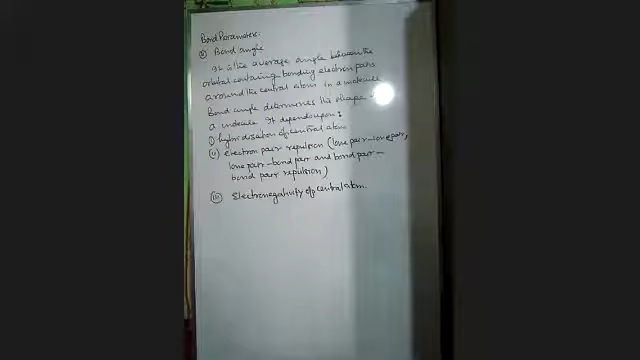 Bond Parameters:
Bond angle
It is the average angle between the
orbital containing bonding electron pairs
around the central atom in a molecule
Bond angle determines the shape
a molecule It depends upon:
(i) hybridisation of central atom
(ii) electron pair repulsion (lone pair-lone pair,
lone pair-bond pair and bond pair-
bond pair repulsion)
(iii) Electronegativity of central atom.